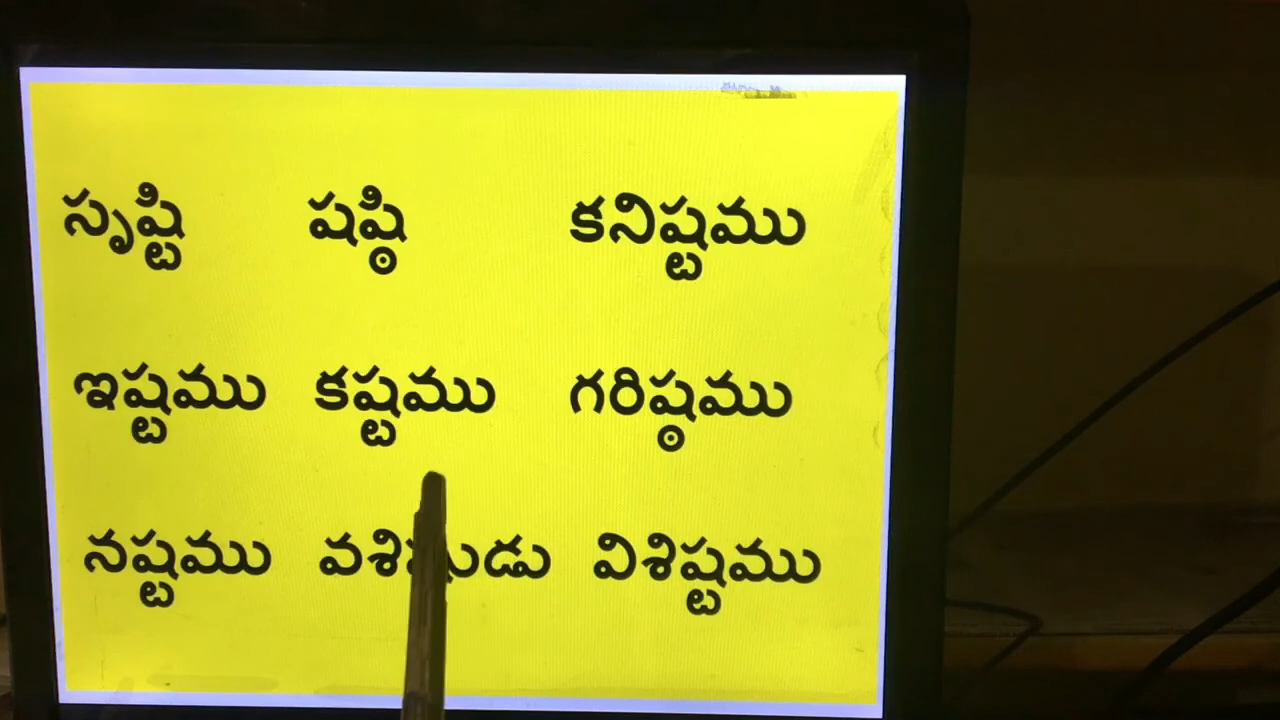 సృష్టి షష్ఠి కనిష్టము
ఇష్టము కష్టము గరిష్ఠము
నష్టము విశిష్టము